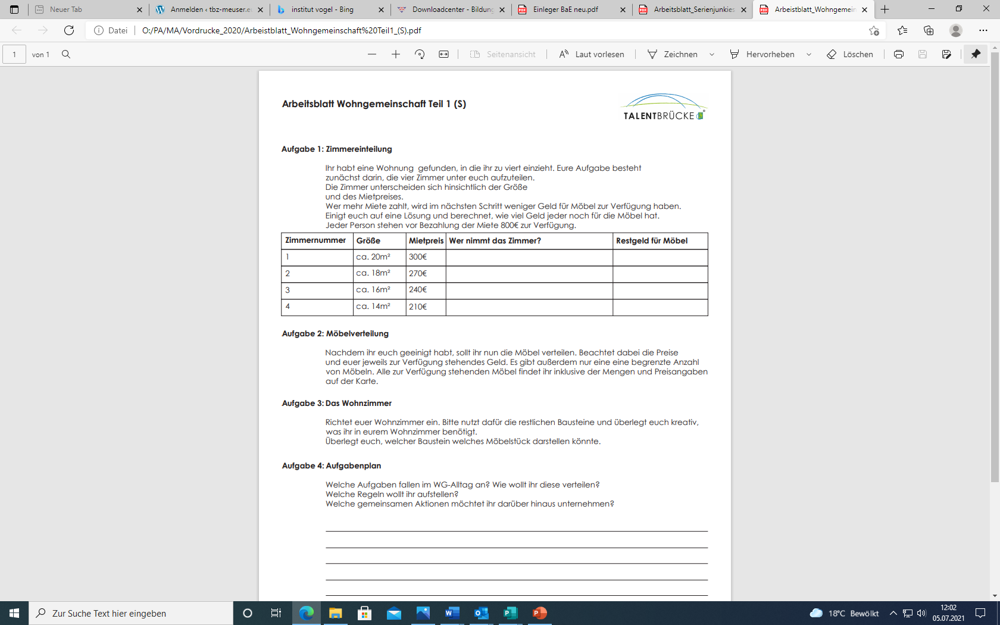 Neuer Tab
Anmelden ‹ tbz-meuser.e
institut vogel - Bing
Downloadcenter - Bildung
Einleger BaE neu.pdf
Arbeitsblatt_Serienjunkies
Arbeistblatt_Wohngemein
Datei
O:/PA/MA/Vordrucke_2020/Arbeistblatt_Wohngemeinschaft%20Teil1_(S).pdf
1 von 1
Seitenansicht
Laut vorlesen
Zeichnen
Hervorheben
Löschen
Arbeitsblatt Wohngemeinschaft Teil 1 (S)
TALENTBRÜCKE
Aufgabe 1: Zimmereinteilung
Ihr habt eine Wohnung  gefunden, in die ihr zu viert einzieht. Eure Aufgabe besteht
zunächst darin, die vier Zimmer unter euch aufzuteilen.
Die Zimmer unterscheiden sich hinsichtlich der Größe
und des Mietpreises.
Wer mehr Miete zahlt, wird im nächsten Schritt weniger Geld für Möbel zur Verfügung haben.
Einigt euch auf eine Lösung und berechnet, wie viel Geld jeder noch für die Möbel hat.
Jeder Person stehen vor Bezahlung der Miete 800€ zur Verfügung.
Zimmernummer Größe Mietpreis Wer nimmt das Zimmer? Restgeld für Möbel
1 ca. 20m² 300€
2 ca. 18m² 270€
3 ca. 16m² 240€
4 ca. 14m² 210€
Aufgabe 2: Möbelverteilung
Nachdem ihr euch geeinigt habt, sollt ihr nun die Möbel verteilen. Beachtet dabei die Preise
und euer jeweils zur Verfügung stehendes Geld. Es gibt außerdem nur eine eine begrenzte Anzahl
von Möbeln. Alle zur Verfügung stehenden Möbel findet ihr inklusive der Mengen und Preisangaben
auf der Karte.
Aufgabe 3: Das Wohnzimmer
Richtet euer Wohnzimmer ein. Bitte nutzt dafür die restlichen Bausteine und überlegt euch kreativ,
was ihr in eurem Wohnzimmer benötigt.
Überlegt euch, welcher Baustein welches Möbelstück darstellen könnte.
Aufgabe 4: Aufgabenplan
Welche Aufgaben fallen im WG-Alltag an? Wie wollt ihr diese verteilen?
Welche Regeln wollt ihr aufstellen?
Welche gemeinsamen Aktionen möchtet ihr darüber hinaus unternehmen?
Zur Suche Text hier eingeben
18°C Bewölkt
12:02
05.07.2021